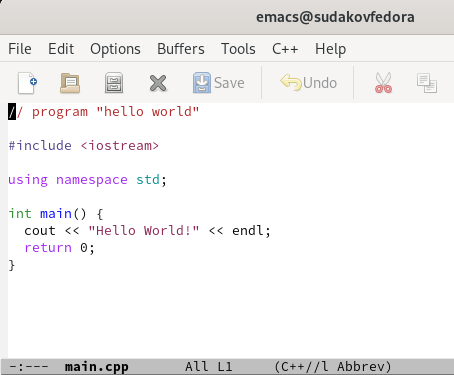 emacs@sudakovfedora
File Edit Options Buffers Tools C++ Help
Save Undo
// program "hello world"
#include <iostream>
using namespace std;
int main() {
  cout << "Hello World!" << endl;
  return 0;
}
-:--- main.cpp All L1 (C++//l Abbrev)